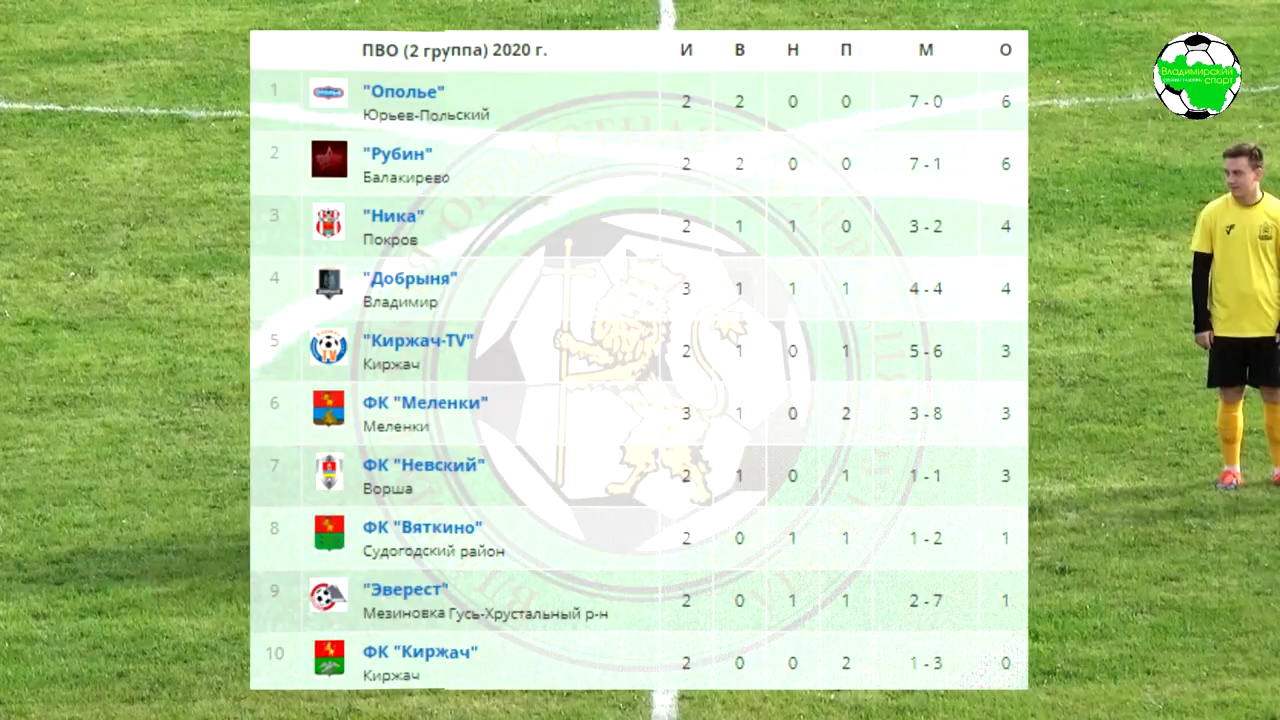 ПВО (2 группа) 2020 г. И В Н П М О
1 "Ополье" 2 2 0 0 7 - 0 6
Юрьев-Польский
2 "Рубин" 2 2 0 0 7 - 1 6
Балакирево
3 "Ника" 2 1 1 0 3 - 2 4
Покров
4 "Добрыня" 3 1 1 1 4 - 4 4
Владимир
5 "Киржач-TV" 2 1 0 1 5 - 6 3
Киржач
6 ФК "Меленки" 3 1 0 2 3 - 8 3
Меленки
7 ФК "Невский" 2 1 0 1 1 - 1 3
Ворша
8 ФК "Вяткино" 2 0 1 1 1 - 2 1
Судогодский район
9 "Эверест" 2 0 1 1 2 - 7 1
Мезиновка Гусь-Хрустальный р-н
10 ФК "Киржач" 2 0 0 2 1 - 3 0
Киржач
Владимирский
спорт